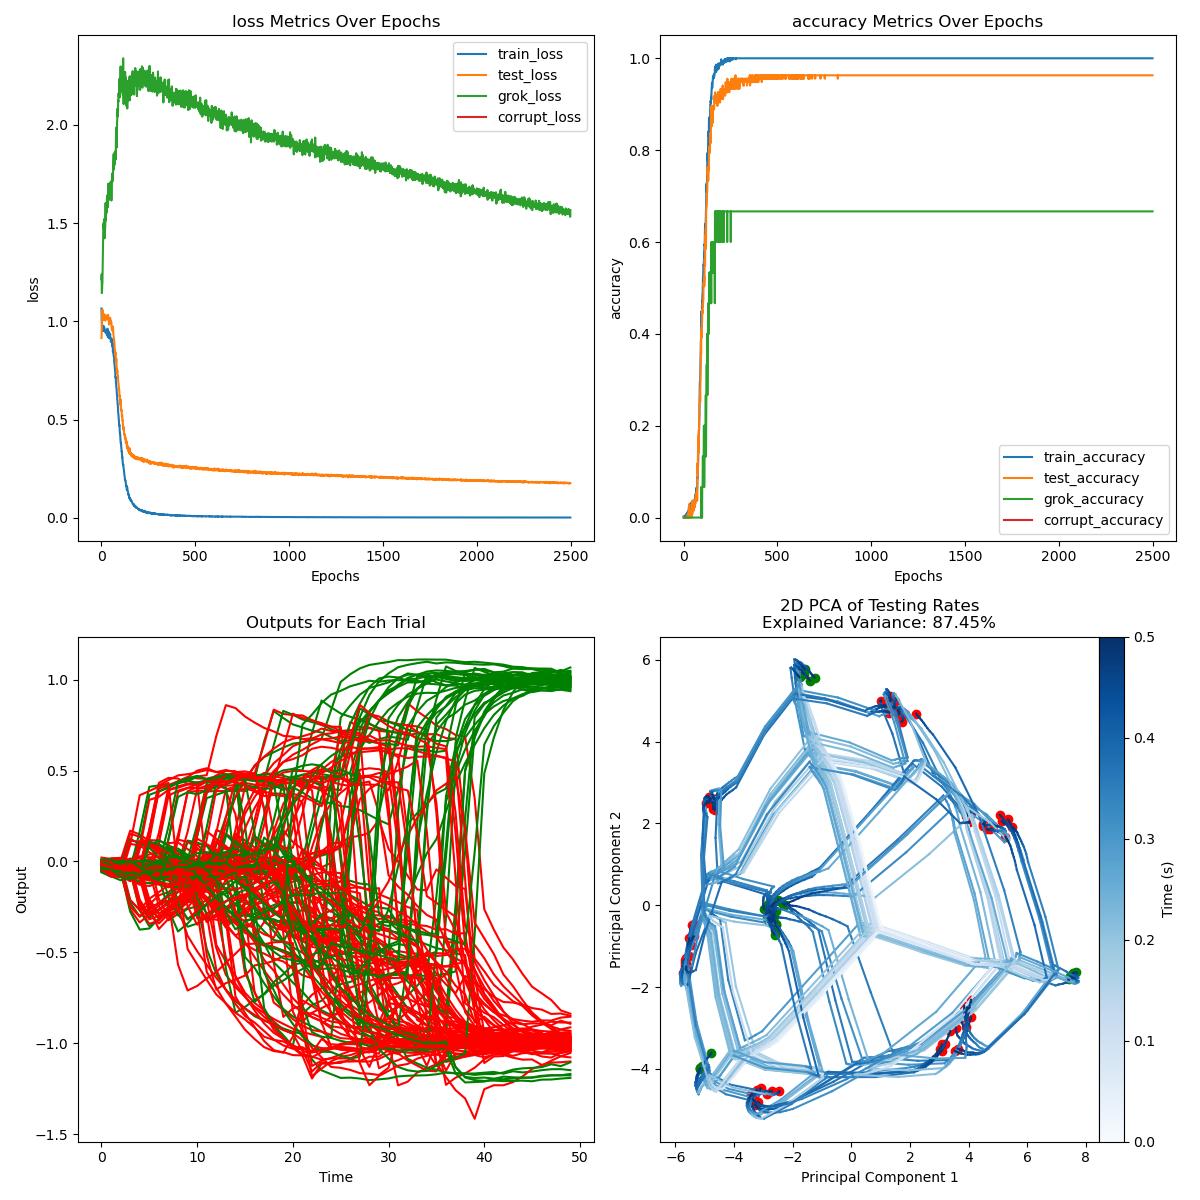 loss Metrics Over Epochs
train_loss
test_loss
grok_loss
corrupt_loss
2.0
1.5
1.0
0.5
0.0
loss
0
500
1000
1500
2000
2500
Epochs
accuracy Metrics Over Epochs
1.0
0.8
0.6
0.4
0.2
0.0
accuracy
train_accuracy
test_accuracy
grok_accuracy
corrupt_accuracy
0
500
1000
1500
2000
2500
Epochs
Outputs for Each Trial
1.0
0.5
0.0
−0.5
−1.0
−1.5
Output
0
10
20
30
40
50
Time
2D PCA of Testing Rates
Explained Variance: 87.45%
6
4
2
0
−2
−4
Principal Component 2
−6
−4
−2
0
2
4
6
8
Principal Component 1
0.5
0.4
0.3
0.2
0.1
0.0
Time (s)